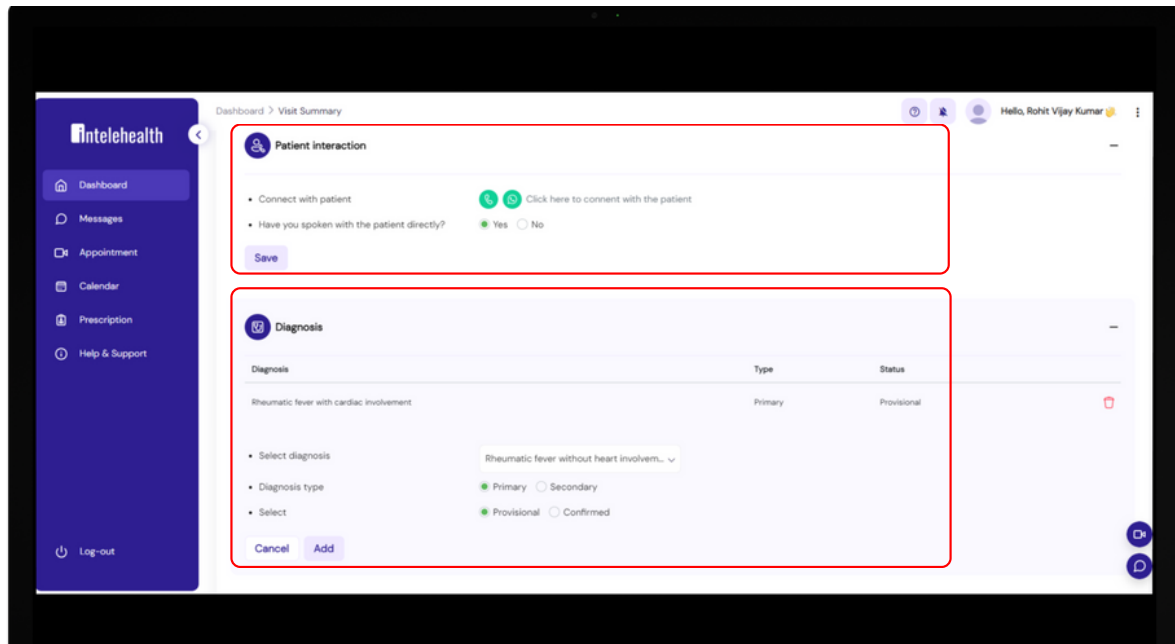 intelehealth
Dashboard > Visit Summary
Hello, Rohit Vijay Kumar 👋
Dashboard
Messages
Appointment
Calendar
Prescription
Help & Support
Log-out
Patient interaction
• Connect with patient
Click here to connent with the patient
• Have you spoken with the patient directly?
Yes No
Save
Diagnosis
Diagnosis Type Status
Rheumatic fever with cardiac involvement Primary Provisional
• Select diagnosis
Rheumatic fever without heart involvem...
• Diagnosis type
Primary Secondary
• Select
Provisional Confirmed
Cancel Add